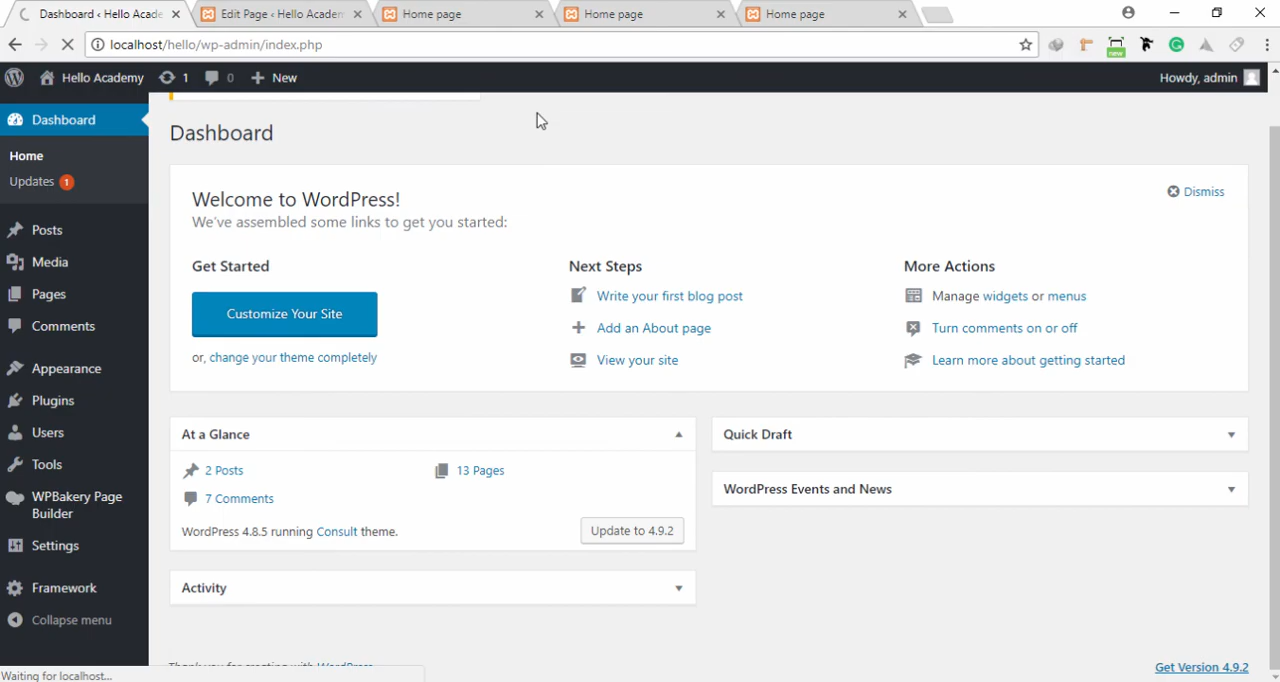 Dashboard ‹ Hello Acade
Edit Page ‹ Hello Academ
Home page
Home page
Home page
localhost/hello/wp-admin/index.php
new
Hello Academy
1
0
New
Howdy, admin
Dashboard
Home
Updates 1
Posts
Media
Pages
Comments
Appearance
Plugins
Users
Tools
WPBakery Page
Builder
Settings
Framework
Collapse menu
Dashboard
Welcome to WordPress!
Dismiss
We've assembled some links to get you started:
Get Started
Customize Your Site
or, change your theme completely
Next Steps
Write your first blog post
Add an About page
View your site
More Actions
Manage widgets or menus
Turn comments on or off
Learn more about getting started
At a Glance
2 Posts
13 Pages
7 Comments
WordPress 4.8.5 running Consult theme.
Update to 4.9.2
Activity
Quick Draft
WordPress Events and News
Thank you for creating with WordPress
Get Version 4.9.2
Waiting for localhost...